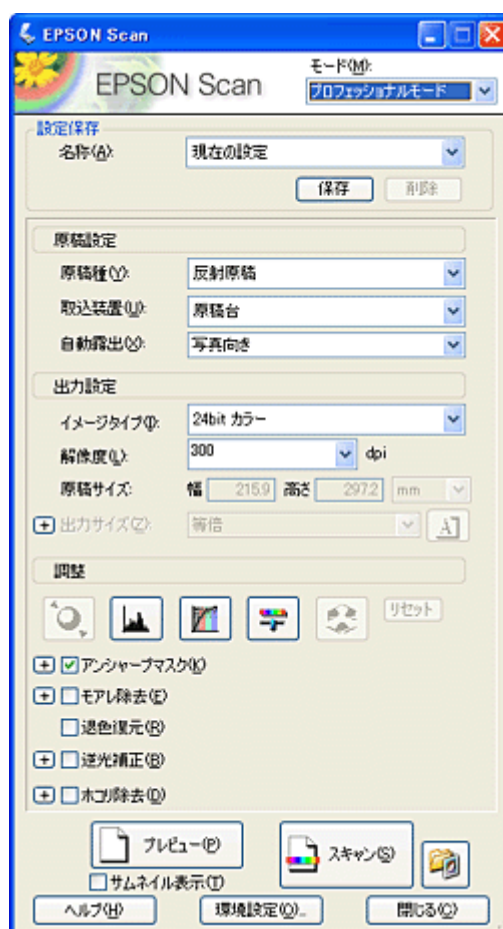 EPSON Scan
EPSON Scan
モード(M):
プロフェッショナルモード
設定保存
名称(A):
現在の設定
保存
削除
原稿設定
原稿種(Y):
反射原稿
取込装置(U):
原稿台
自動露出(X):
写真向き
出力設定
イメージタイプ(I):
24bit カラー
解像度(L):
300
dpi
原稿サイズ:
幅 215.9 高さ 297.2 mm
出力サイズ(Z):
等倍
調整
リセット
アンシャープマスク(K)
モアレ除去(E)
退色復元(R)
逆光補正(B)
ホコリ除去(D)
プレビュー(P)
スキャン(S)
サムネイル表示(T)
ヘルプ(H)
環境設定(O)...
閉じる(C)